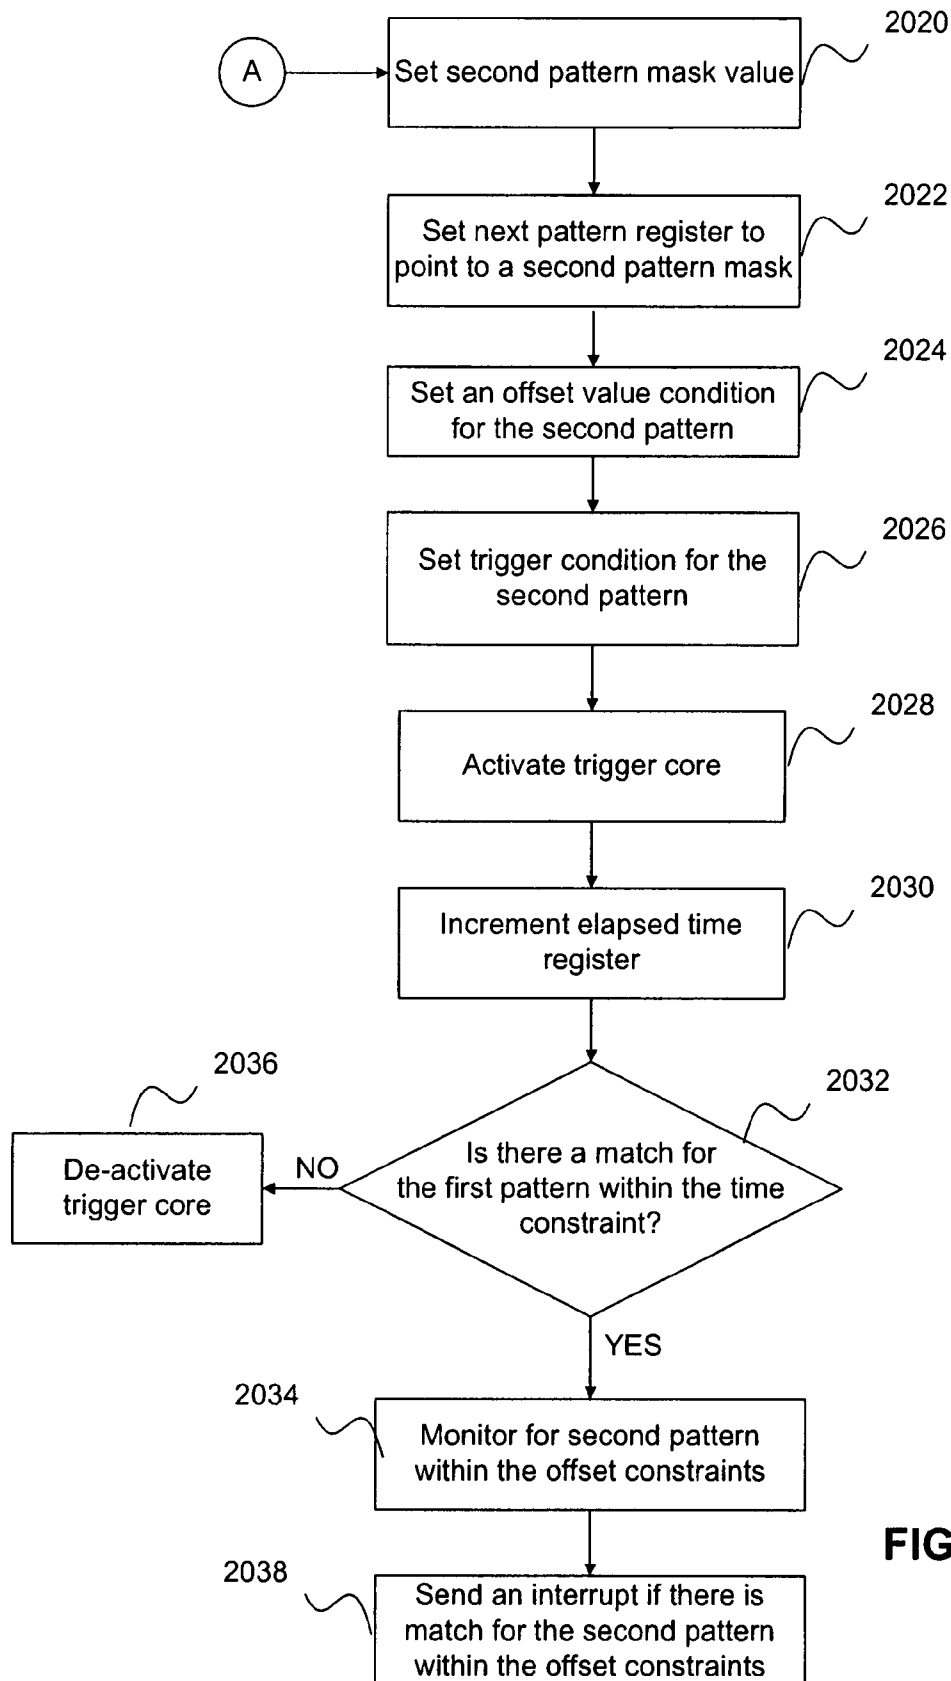 2020
A
Set second pattern mask value
2022
Set next pattern register to
point to a second pattern mask
2024
Set an offset value condition
for the second pattern
2026
Set trigger condition for the
second pattern
2028
Activate trigger core
2030
Increment elapsed time
register
2036
2032
De-activate
trigger core
NO
Is there a match for
the first pattern within the time
constraint?
YES
2034
Monitor for second pattern
within the offset constraints
FIG
2038
Send an interrupt if there is
match for the second pattern
within the offset constraints